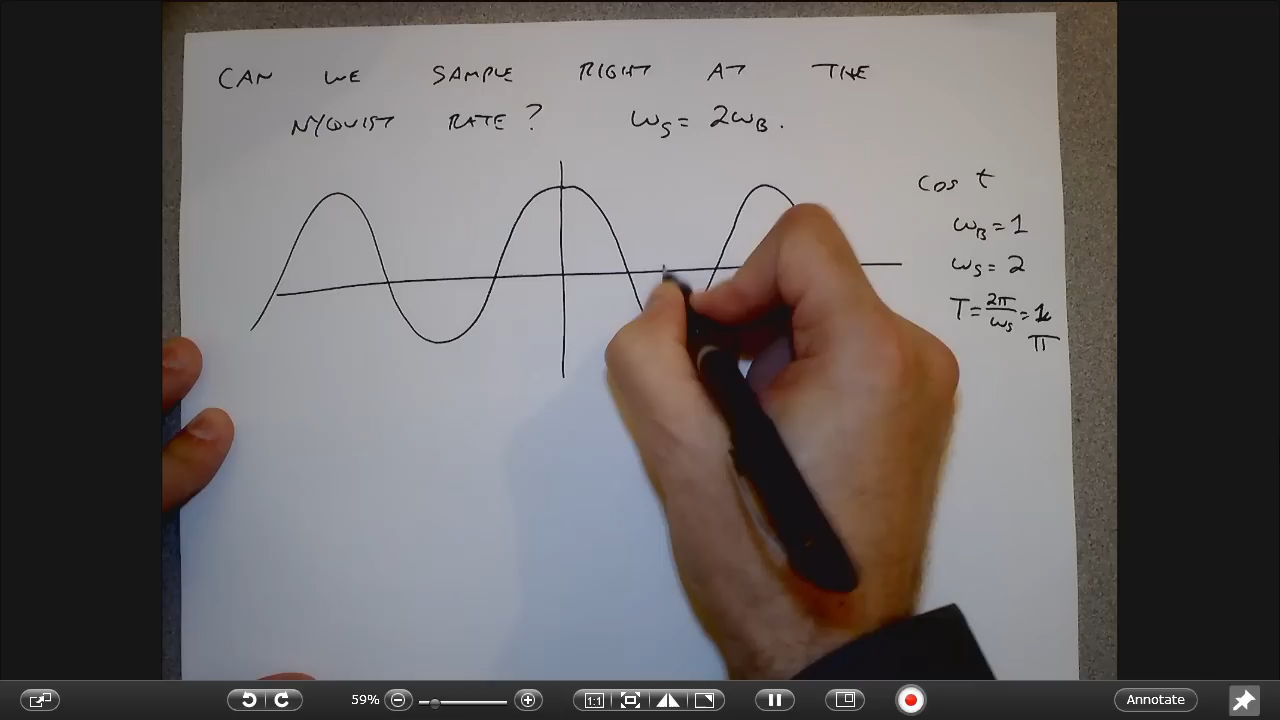 CAN WE SAMPLE RIGHT AT THE
NYQUIST RATE? ωs = 2ωB.
cos t
ωB = 1
ωs = 2
T = 2π/ωs =
π
59%
1:1
Annotate